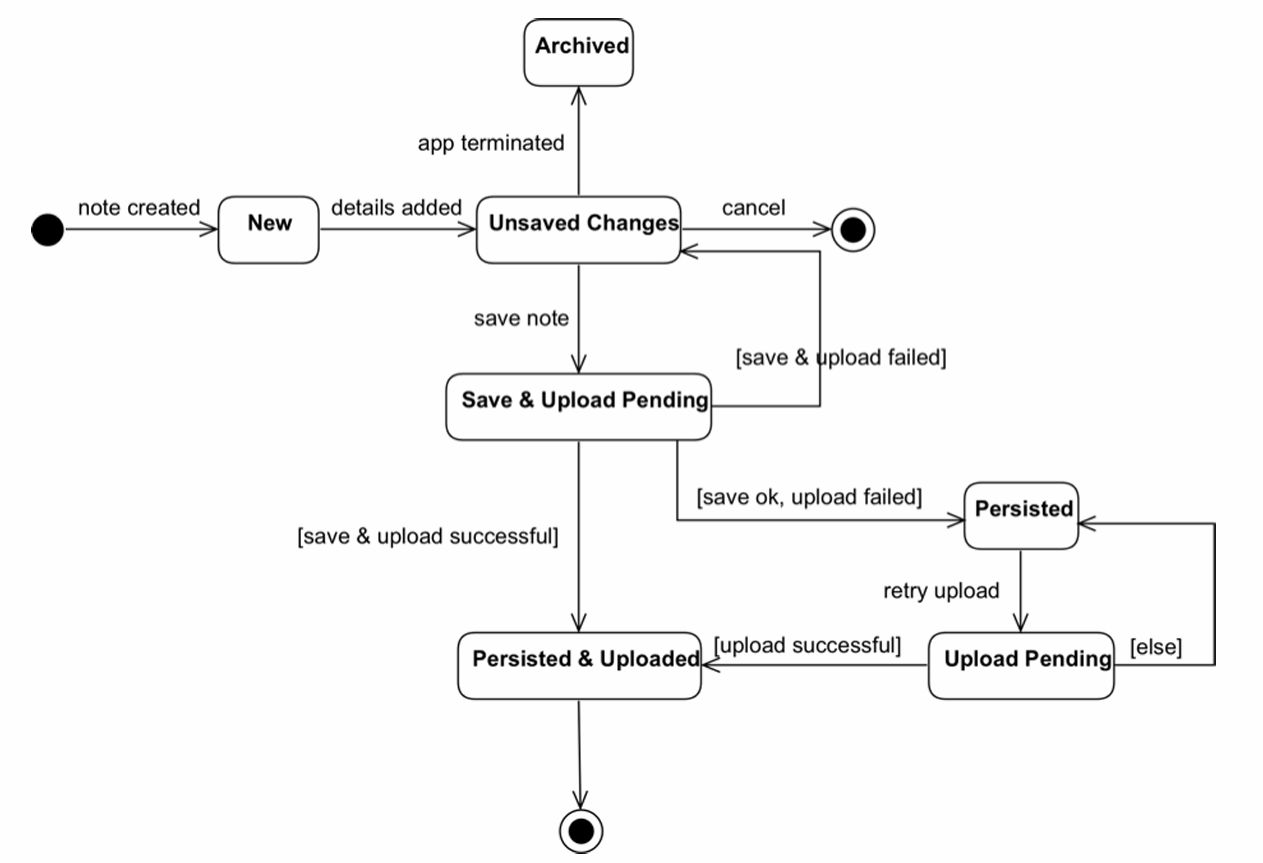 Archived
app terminated
note created
New
details added
Unsaved Changes
cancel
save note
[save & upload failed]
Save & Upload Pending
[save ok, upload failed]
Persisted
[save & upload successful]
retry upload
Persisted & Uploaded
[upload successful]
Upload Pending
[else]